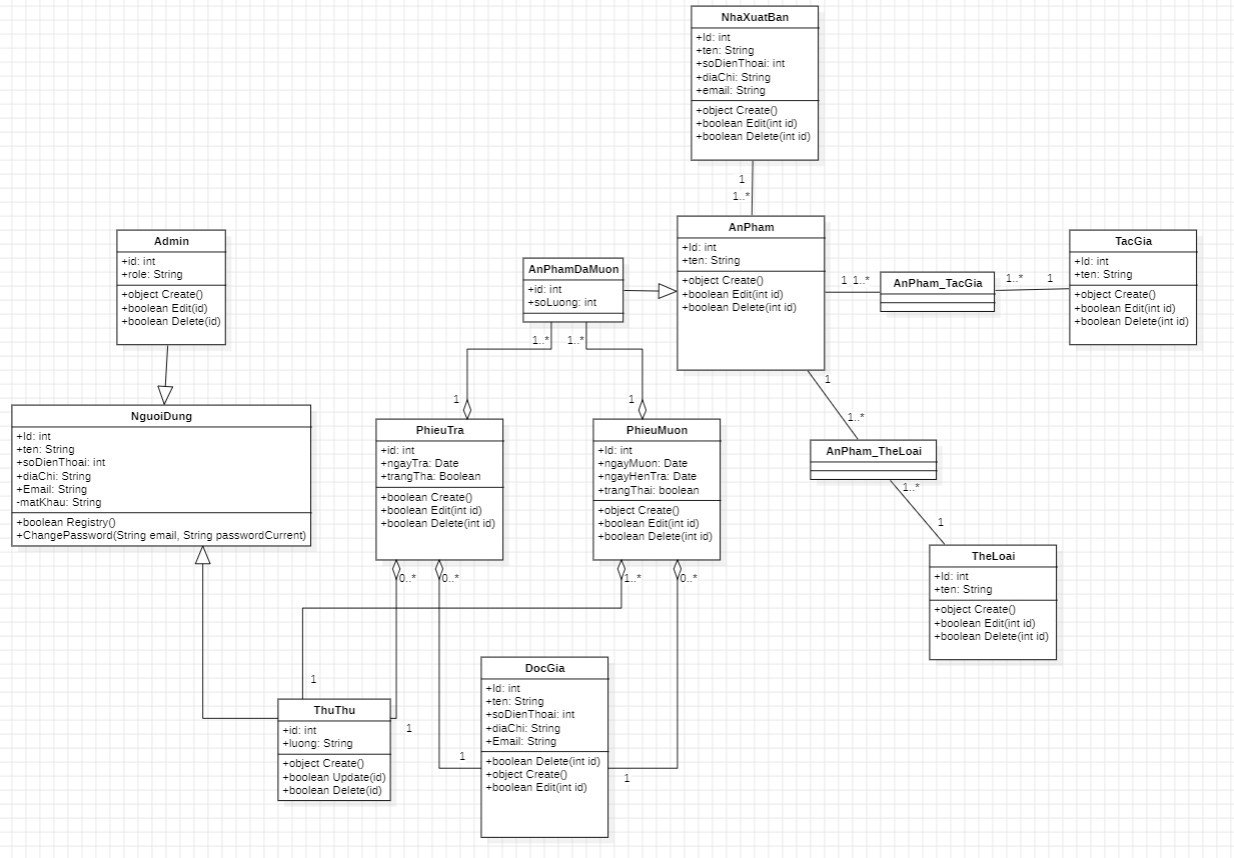 NhaXuatBan
+Id: int
+ten: String
+soDienThoai: int
+diaChi: String
+email: String
+object Create()
+boolean Edit(int id)
+boolean Delete(int id)
1
1..*
AnPham
+Id: int
+ten: String
+object Create()
+boolean Edit(int id)
+boolean Delete(int id)
1 1..*
AnPham_TacGia
1..* 1
TacGia
+Id: int
+ten: String
+object Create()
+boolean Edit(int id)
+boolean Delete(int id)
Admin
+id: int
+role: String
+object Create()
+boolean Edit(id)
+boolean Delete(id)
AnPhamDaMuon
+id: int
+soLuong: int
1..* 1..*
1 1
1
1..*
NguoiDung
+Id: int
+ten: String
+soDienThoai: int
+diaChi: String
+Email: String
-matKhau: String
+boolean Registry()
+ChangePassword(String email, String passwordCurrent)
PhieuTra
+id: int
+ngayTra: Date
+trangTha: Boolean
+boolean Create()
+boolean Edit(int id)
+boolean Delete(int id)
PhieuMuon
+Id: int
+ngayMuon: Date
+ngayHenTra: Date
+trangThai: boolean
+object Create()
+boolean Edit(int id)
+boolean Delete(int id)
AnPham_TheLoai
1..*
1
TheLoai
+Id: int
+ten: String
+object Create()
+boolean Edit(int id)
+boolean Delete(int id)
0..* 0..* 1..* 0..*
1
1
1
1
ThuThu
+id: int
+luong: String
+object Create()
+boolean Update(id)
+boolean Delete(id)
DocGia
+Id: int
+ten: String
+soDienThoai: int
+diaChi: String
+Email: String
+boolean Delete(int id)
+object Create()
+boolean Edit(int id)